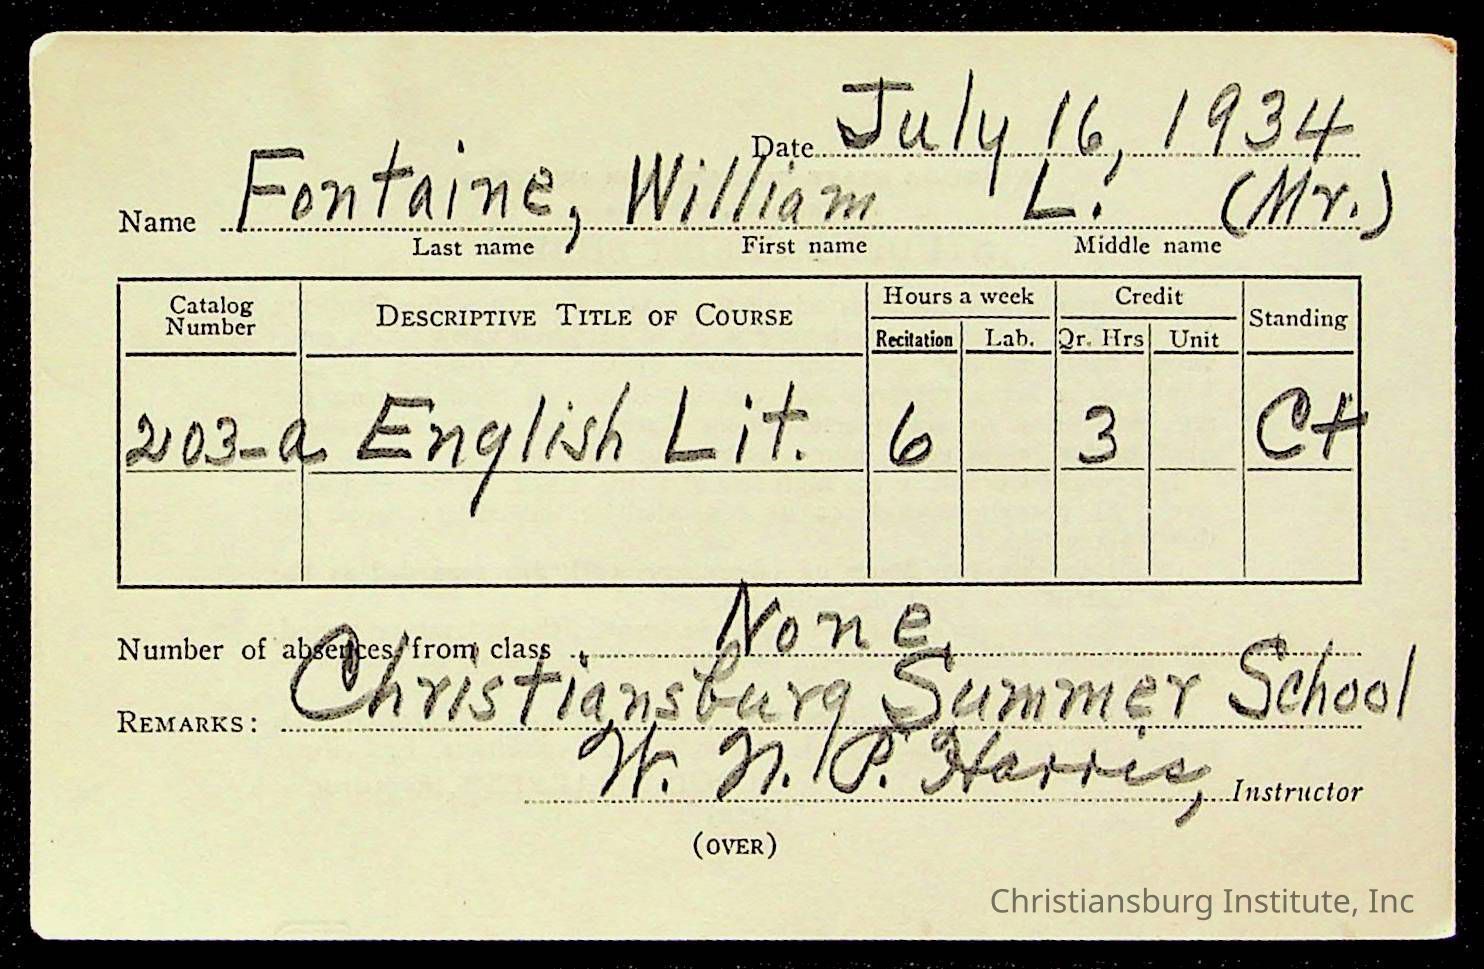 Date July 16, 1934
Name Fontaine, William L. (Mr.)
Last name First name Middle name
Catalog Number DESCRIPTIVE TITLE OF COURSE Hours a week Credit Standing
Recitation Lab. Qr. Hrs Unit
203-a English Lit. 6 3 C+
Number of absences from class None
REMARKS: Christiansburg Summer School
W. N. P. Harris, Instructor
(OVER)
Christiansburg Institute, Inc